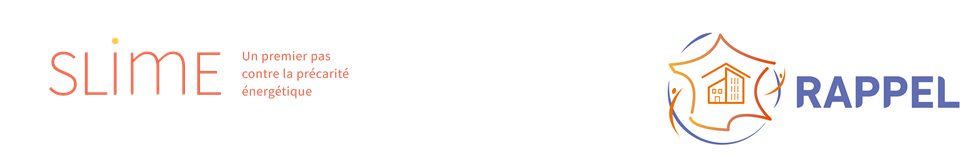 SLIME
Un premier pas
contre la précarité
énergétique
RAPPEL